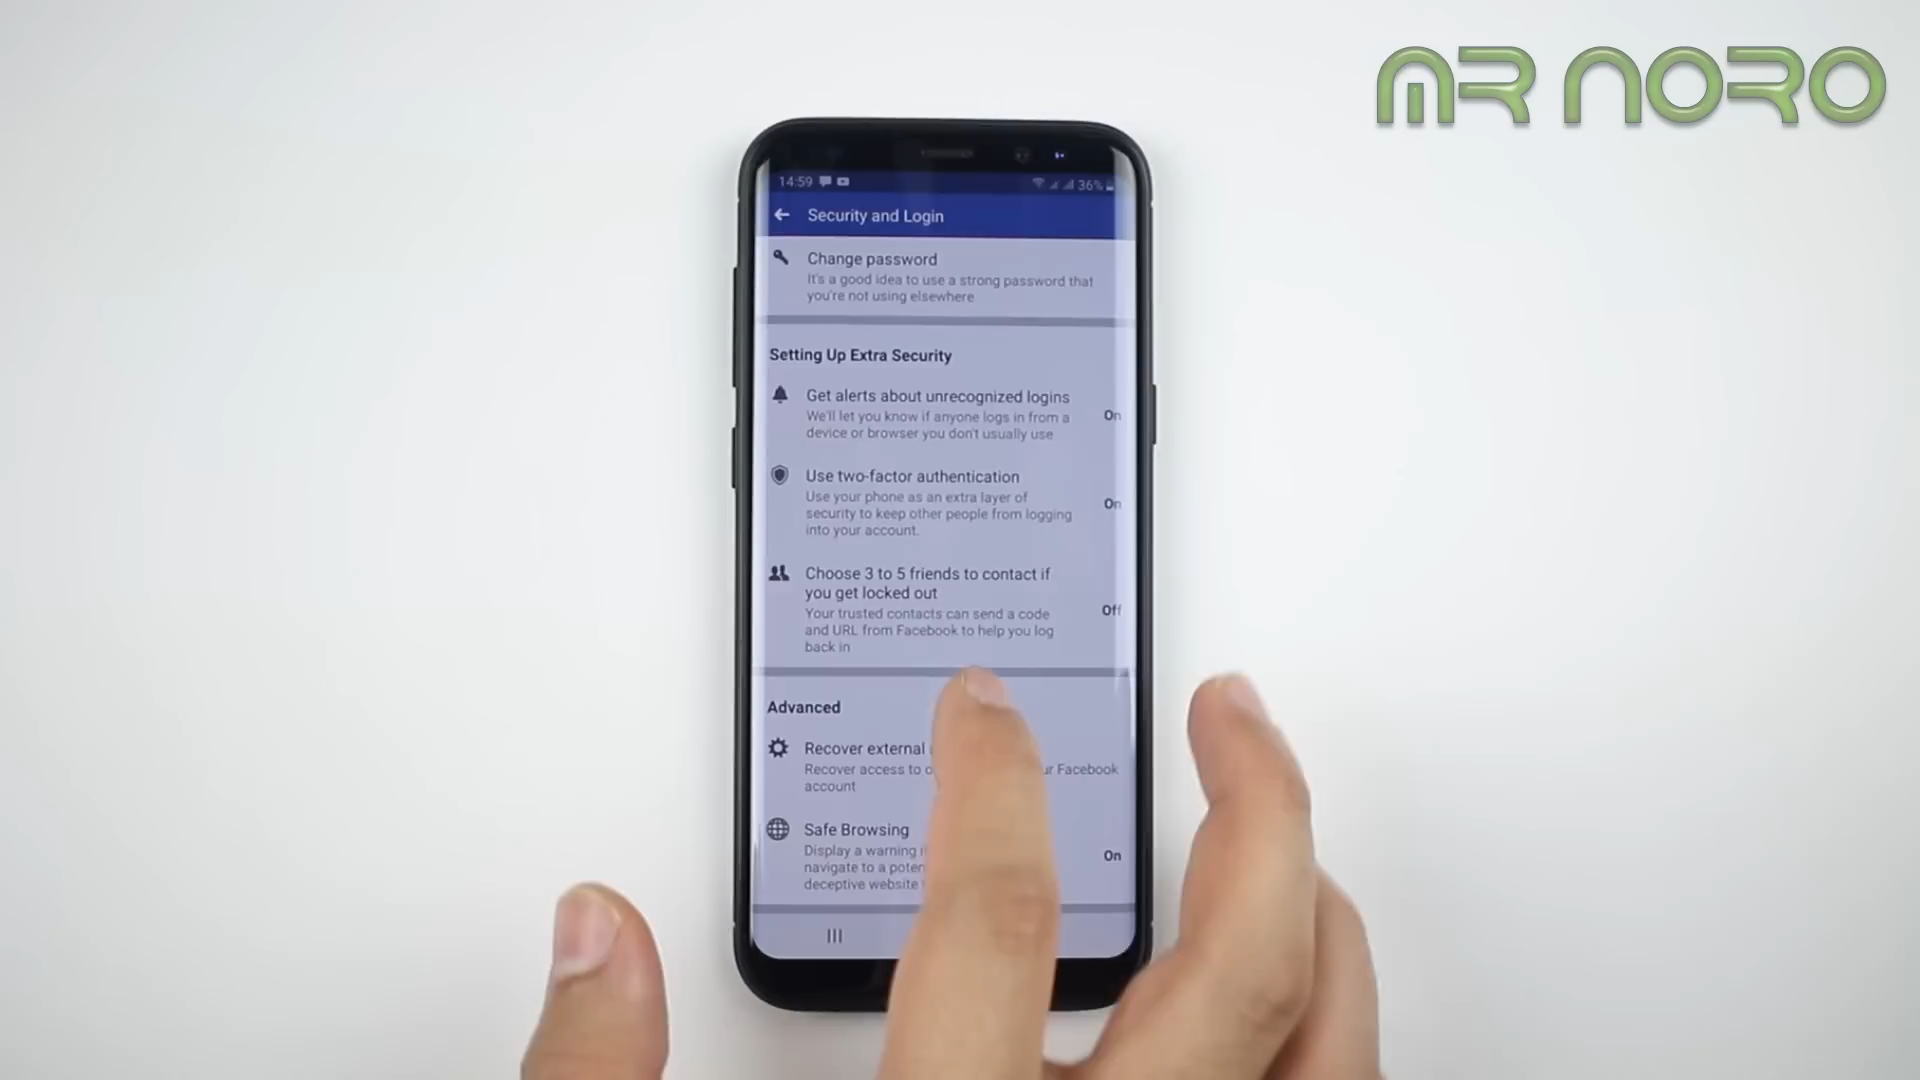 MR NORO
14:59
36%
Security and Login
Change password
It's a good idea to use a strong password that
you're not using elsewhere
Setting Up Extra Security
Get alerts about unrecognized logins
We'll let you know if anyone logs in from a
device or browser you don't usually use
On
Use two-factor authentication
Use your phone as an extra layer of
security to keep other people from logging
into your account.
On
Choose 3 to 5 friends to contact if
you get locked out
Your trusted contacts can send a code
and URL from Facebook to help you log
back in
Off
Advanced
Recover external
Recover access to Facebook
account
Safe Browsing
Display a warning
navigate to a
deceptive website
On